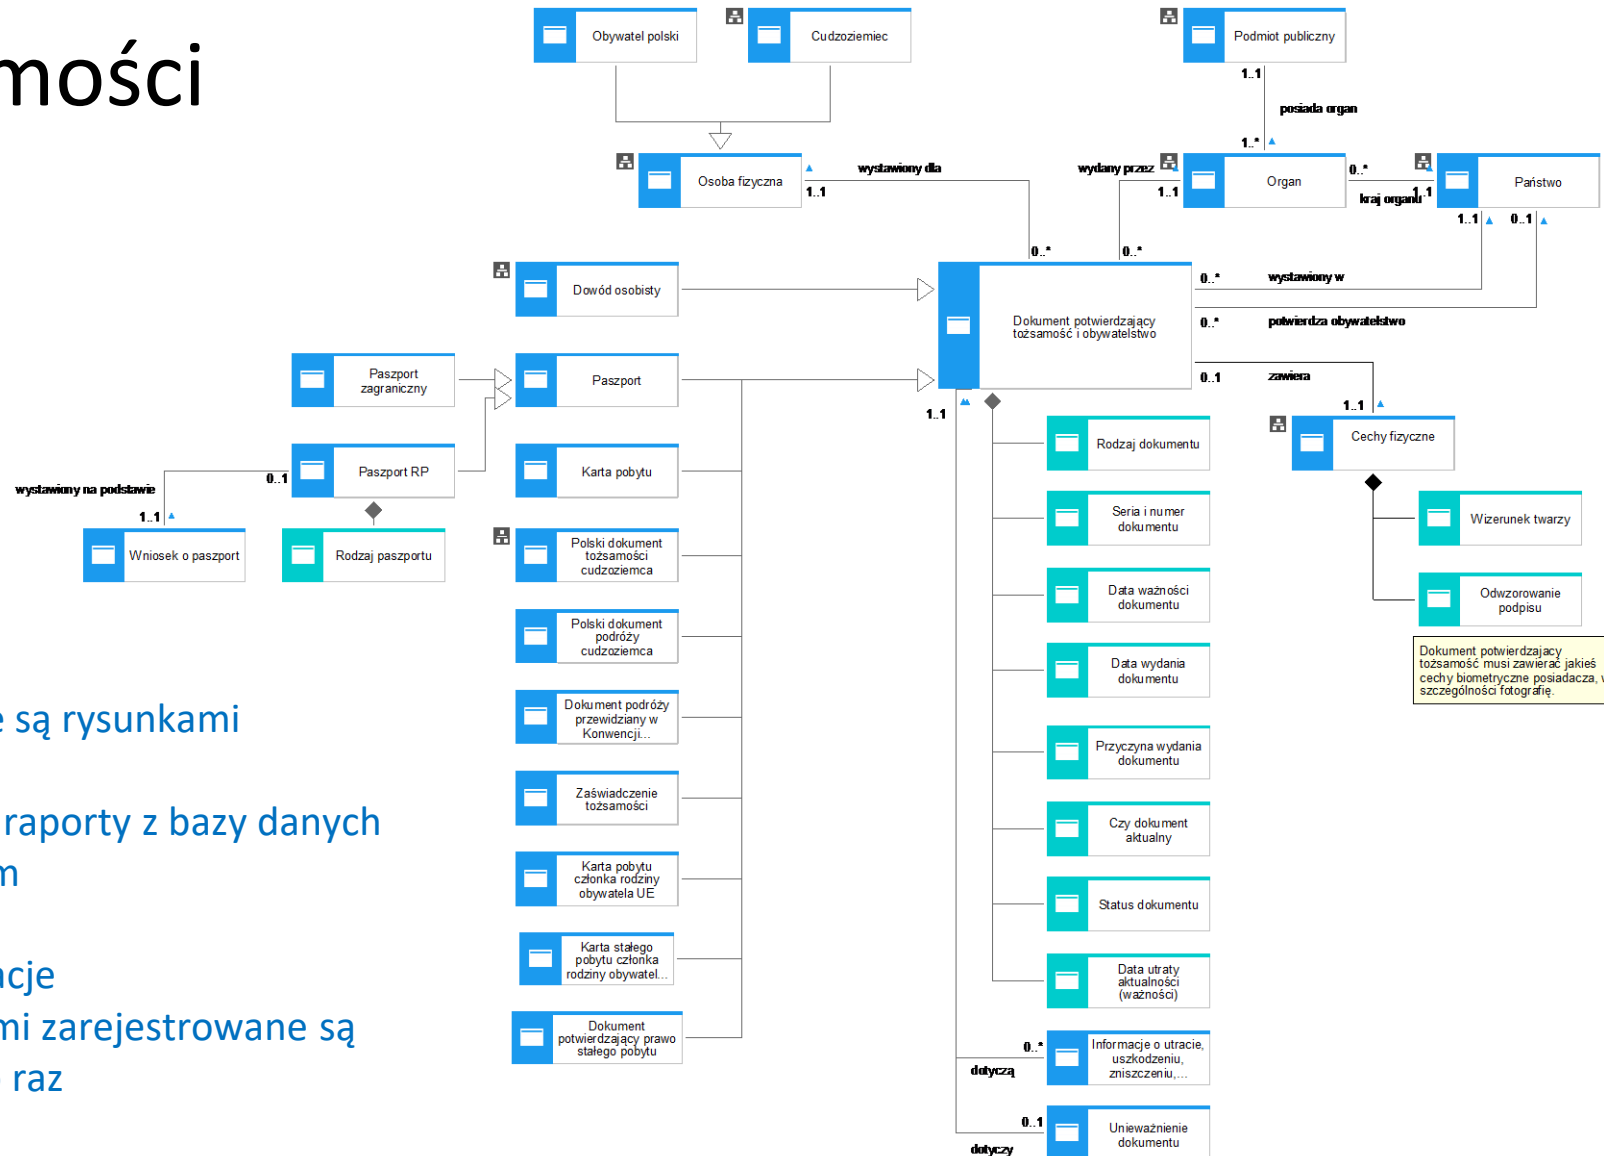 mości
Obywatel polski
Cudzoziemiec
Podmiot publiczny
1..1
posiada organ
1..*
Osoba fizyczna
1..1
wystawiony dla
wydany przez
1..1
Organ
0..*
kraj organu
1..1
Państwo
1..1
0..1
0..*
0..*
Dowód osobisty
Dokument potwierdzający
tożsamość i obywatelstwo
0..*
wystawiony w
0..*
potwierdza obywatelstwo
0..1
zawiera
1..1
Paszport
zagraniczny
Paszport
1..1
Cechy fizyczne
Rodzaj dokumentu
Paszport RP
0..1
Karta pobytu
wystawiony na podstawie
1..1
Seria i numer
dokumentu
Wizerunek twarzy
Wniosek o paszport
Rodzaj paszportu
Polski dokument
tożsamości
cudzoziemca
Data ważności
dokumentu
Odwzorowanie
podpisu
Polski dokument
podróży
cudzoziemca
Data wydania
dokumentu
Dokument potwierdzajacy
tożsamość musi zawierać jakieś
cechy biometryczne posiadacza,
szczególności fotografię.
e są rysunkami
Dokument podróży
przewidziany w
Konwencji...
Przyczyna wydania
dokumentu
raporty z bazy danych
m
Zaświadczenie
tożsamości
Czy dokument
aktualny
Karta pobytu
członka rodziny
obywatela UE
Status dokumentu
acje
Karta stałego
pobytu członka
rodziny obywatel...
Data utraty
aktualności
(ważności)
mi zarejestrowane są
raz
Dokument
potwierdzający prawo
stałego pobytu
0..*
dotyczą
Informacje o utracie,
uszkodzeniu,
zniszczeniu,...
0..1
dotyczy
Unieważnienie
dokumentu